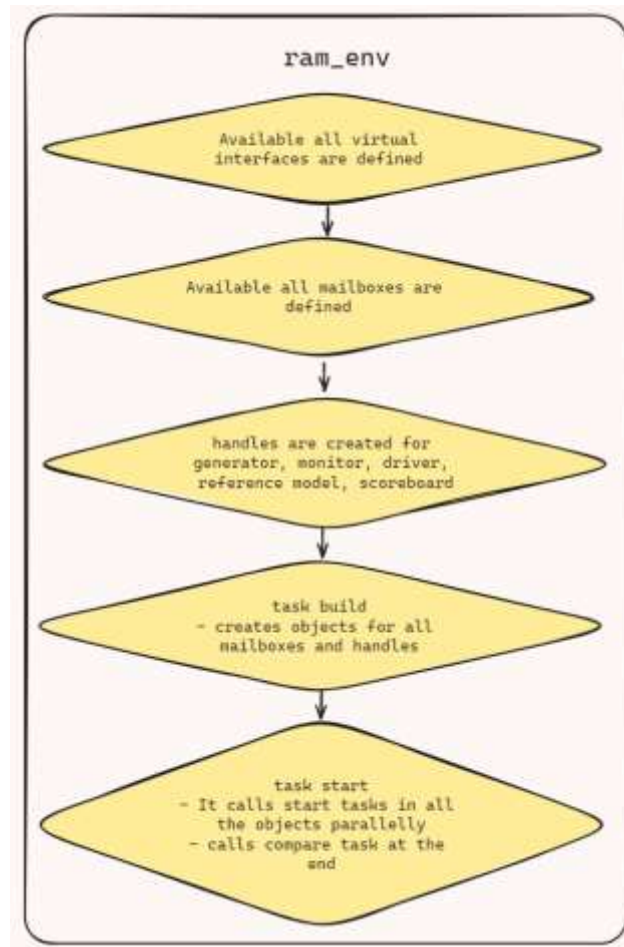 ram_env
Available all virtual
interfaces are defined
Available all mailboxes are
defined
handles are created for
generator, monitor, driver,
reference model, scoreboard
task build
- creates objects for all
mailboxes and handles
task start
- It calls start tasks in all
the objects parallelly
- calls compare task at the
end